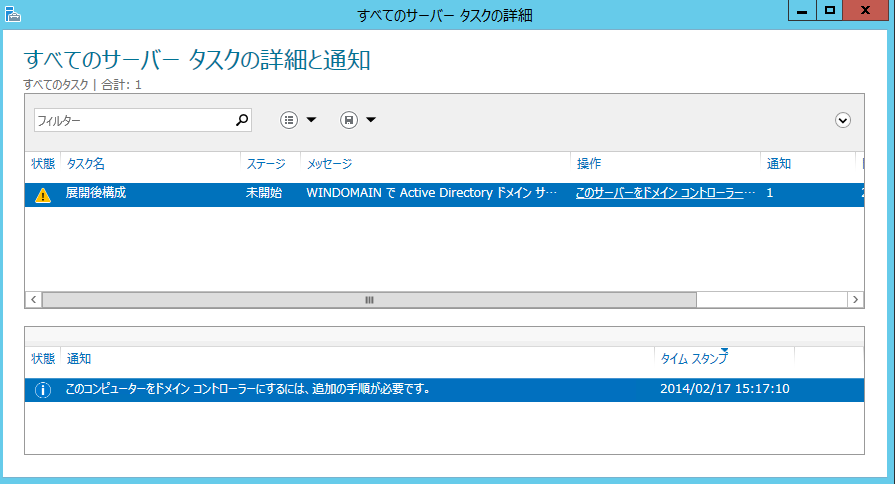 すべてのサーバー タスクの詳細
すべてのサーバー タスクの詳細と通知
すべてのタスク | 合計: 1
フィルター
状態 タスク名 ステージ メッセージ 操作 通知
展開後構成 未開始 WINDOMAIN で Active Directory ドメイン サ… このサーバーをドメイン コントローラー… 1
状態 通知 タイム スタンプ
このコンピューターをドメイン コントローラーにするには、追加の手順が必要です。 2014/02/17 15:17:10